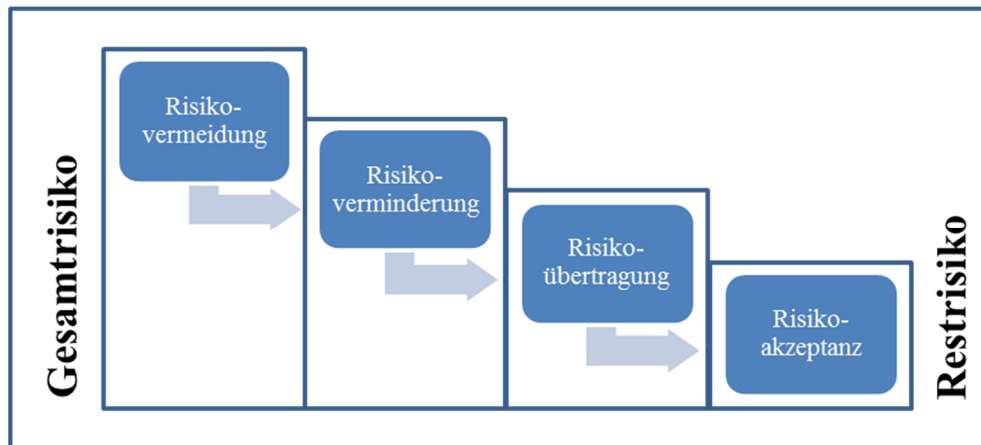 Gesamtrisiko
Risiko-
vermeidung
Risiko-
verminderung
Risiko-
übertragung
Risiko-
akzeptanz
Restrisiko